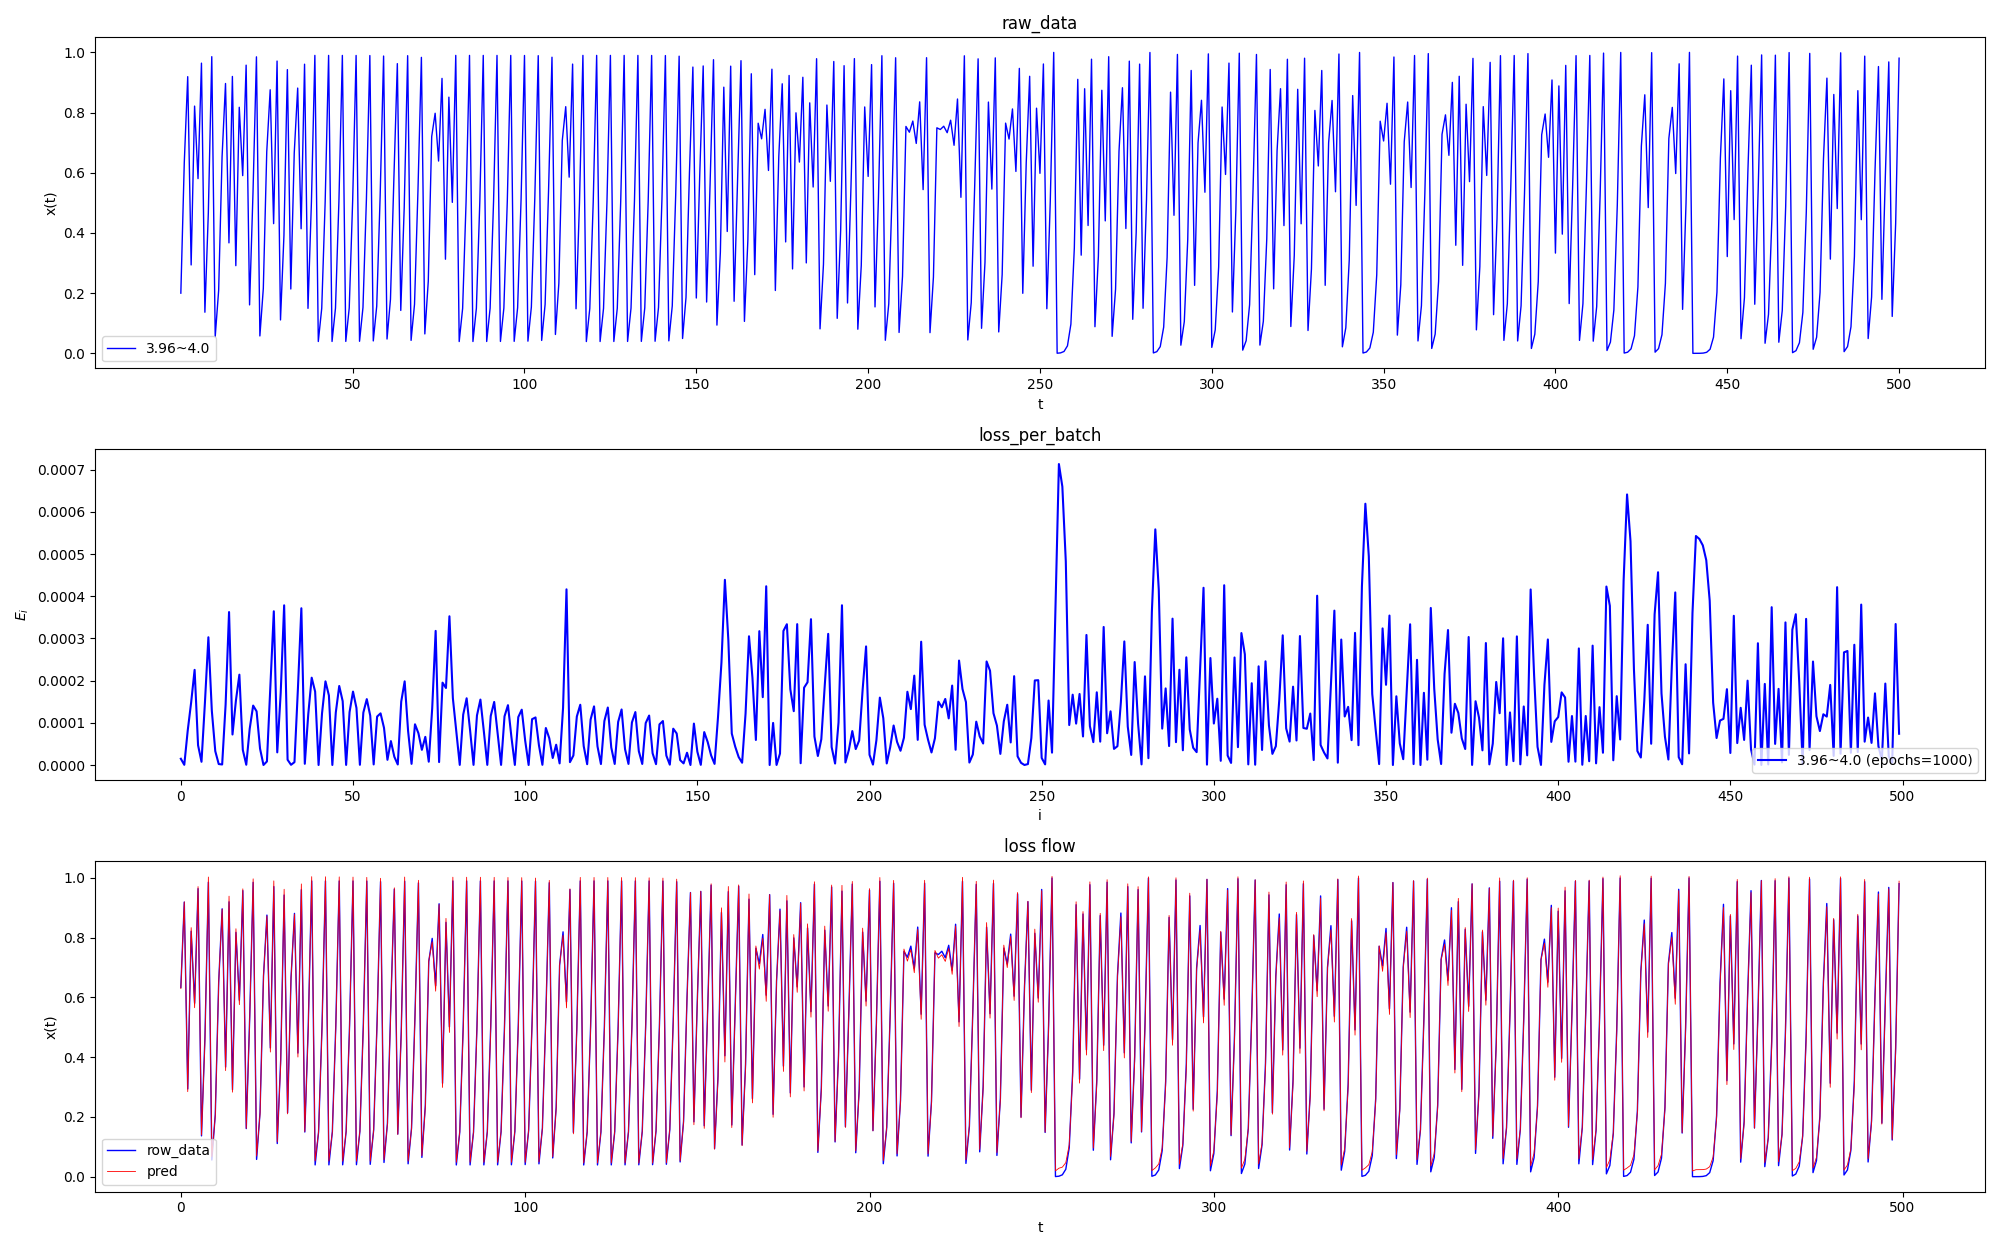 raw_data
1.0
0.8
0.6
0.4
0.2
0.0
x(t)
3.96~4.0
50 100 150 200 250 300 350 400 450 500
t
loss_per_batch
0.0007
0.0006
0.0005
0.0004
0.0003
0.0002
0.0001
0.0000
E_i
3.96~4.0 (epochs=1000)
0 50 100 150 200 250 300 350 400 450 500
i
loss flow
1.0
0.8
0.6
0.4
0.2
0.0
x(t)
row_data
pred
0 100 200 300 400 500
t